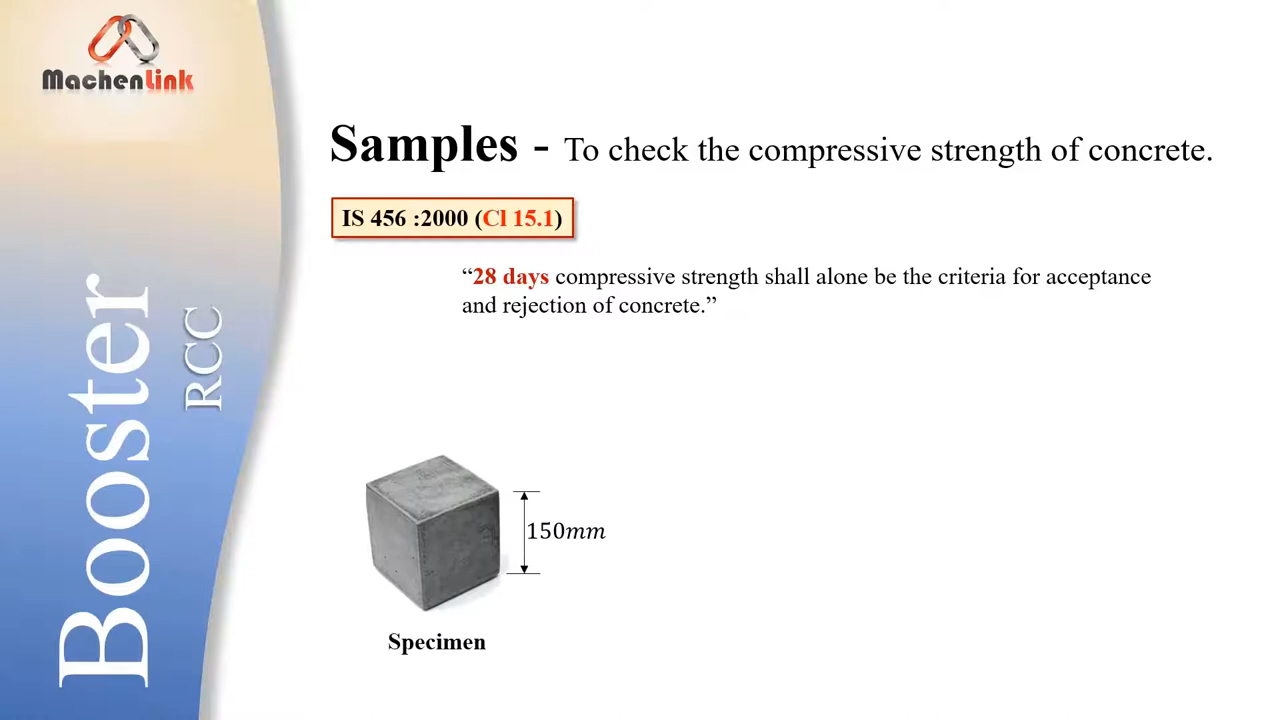 MachenLink
Booster
RCC
Samples - To check the compressive strength of concrete.
IS 456 :2000 (Cl 15.1)
“28 days compressive strength shall alone be the criteria for acceptance
and rejection of concrete.”
150mm
Specimen